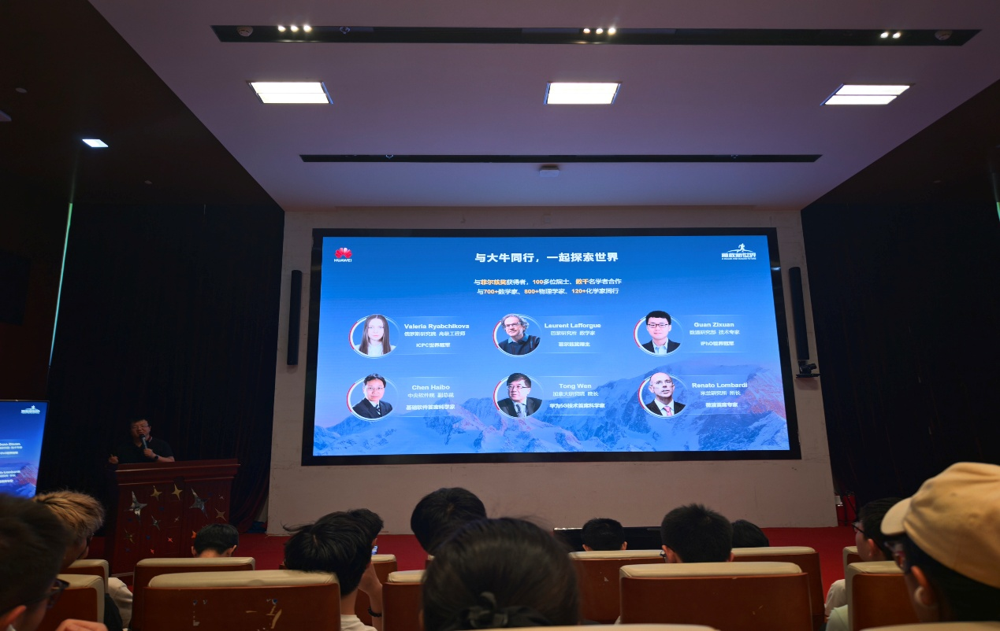 HUAWEI
与大牛同行，一起探索世界
与菲尔兹奖获得者，100多位院士、数千名学者合作
与700+数学家、800+物理学家、120+化学家同行
Valeria Ryabchikova
俄罗斯研究院 高级工程师
ICPC世界冠军
Laurent Lafforgue
巴黎研究所 数学家
菲尔兹奖得主
Guan Zixuan
数通研究部 技术专家
IPhO世界冠军
Chen Haibo
中央软件院 副总裁
基础软件首席科学家
Tong Wen
加拿大研究院 院长
华为5G技术首席科学家
Renato Lombardi
米兰研究所 所长
微波首席专家